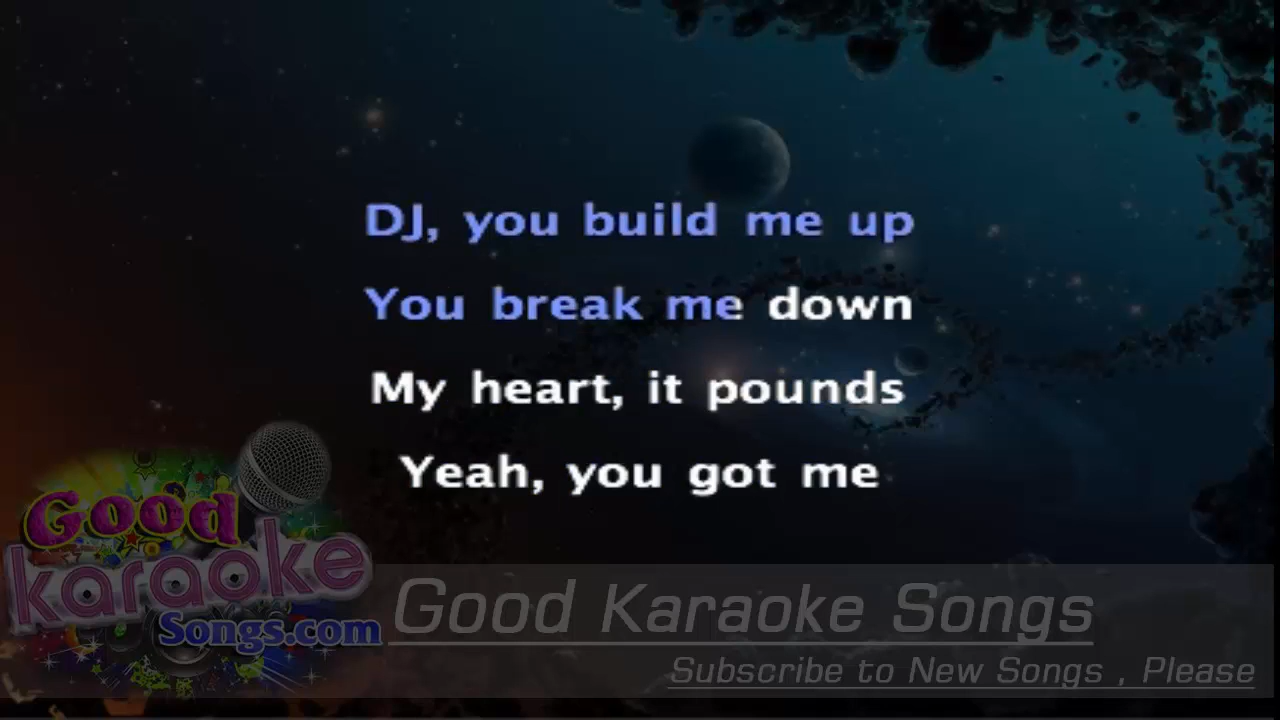 DJ, you build me up
You break me down
My heart, it pounds
Yeah, you got me
Good
karaoke
Songs.com
Good Karaoke Songs
Subscribe to New Songs , Please